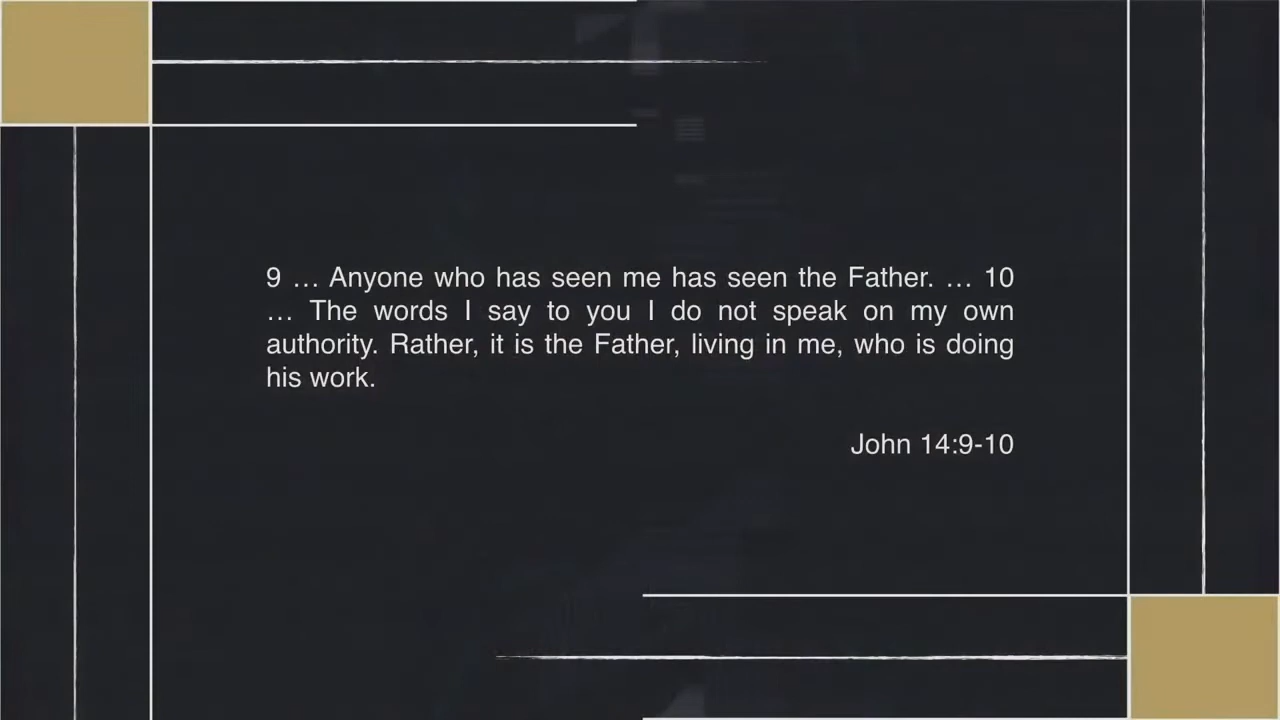 9 … Anyone who has seen me has seen the Father. … 10
… The words I say to you I do not speak on my own
authority. Rather, it is the Father, living in me, who is doing
his work.
John 14:9-10